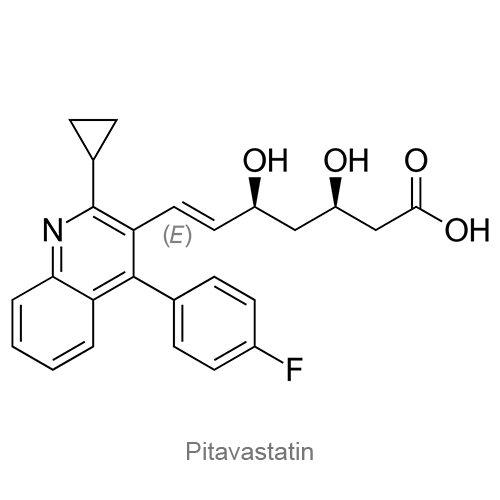 OH OH O
N (E) OH
F
Pitavastatin